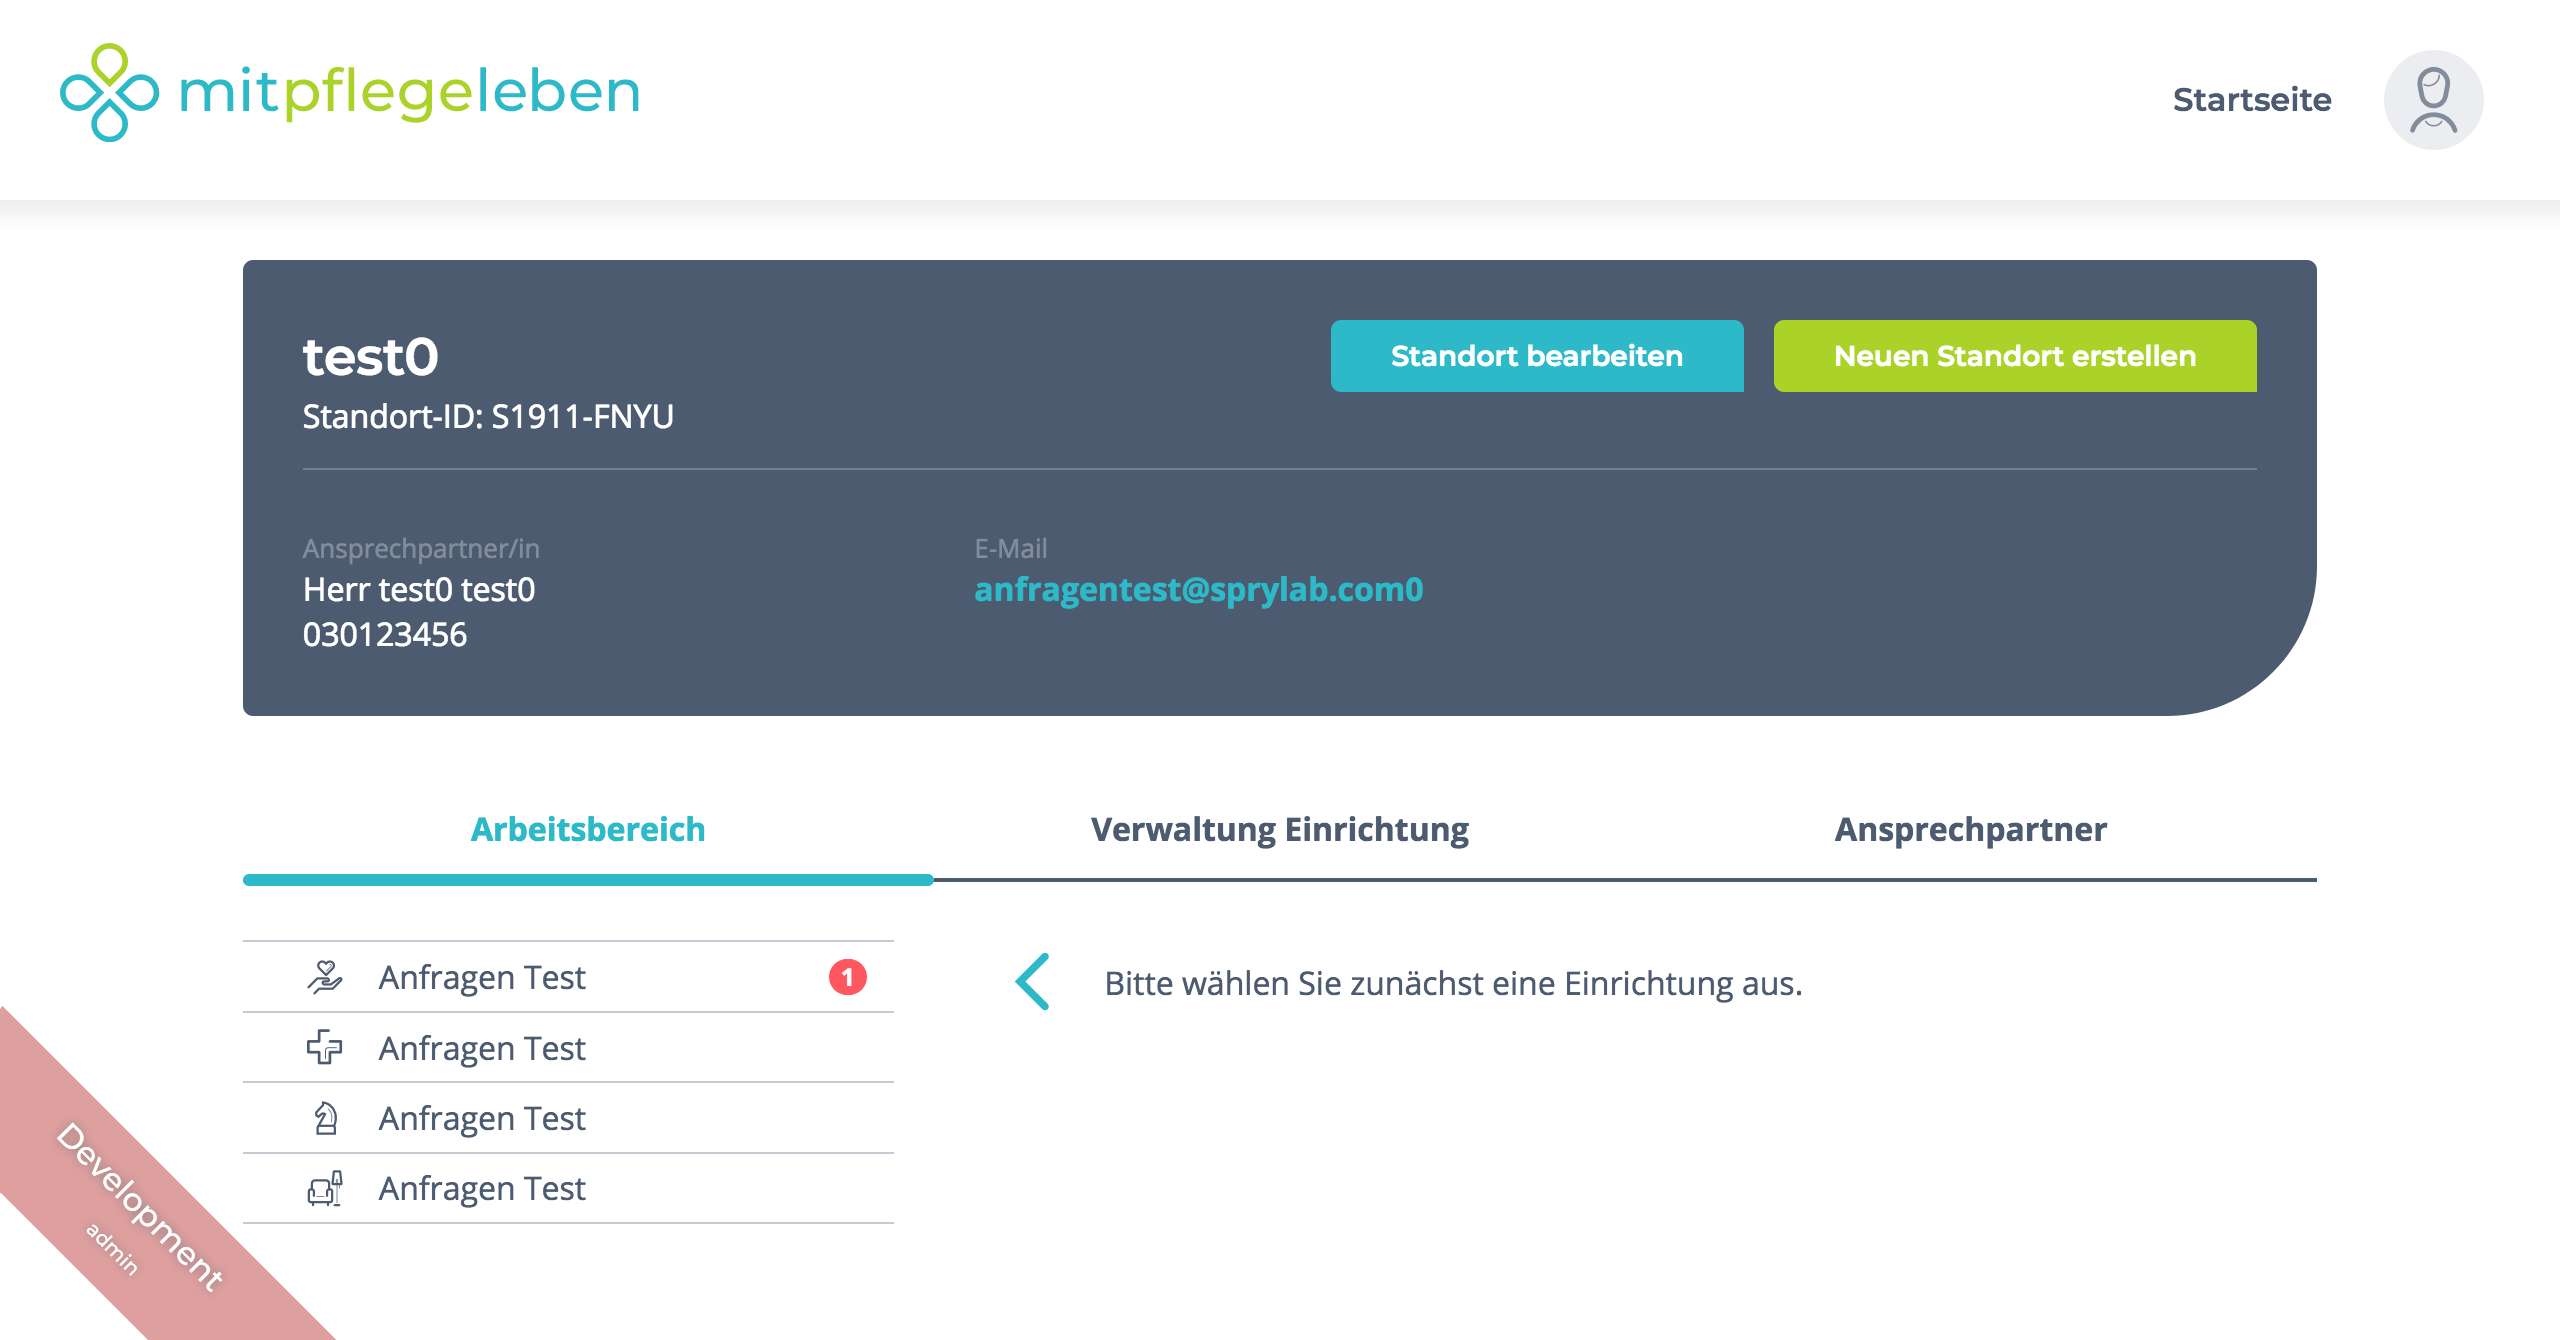 mitpflegeleben
Startseite
test0
Standort bearbeiten
Neuen Standort erstellen
Standort-ID: S1911-FNYU
Ansprechpartner/in
E-Mail
Herr test0 test0
anfragentest@sprylab.com0
030123456
Arbeitsbereich
Verwaltung Einrichtung
Ansprechpartner
Anfragen Test
1
Bitte wählen Sie zunächst eine Einrichtung aus.
Anfragen Test
Anfragen Test
Anfragen Test
Development
admin